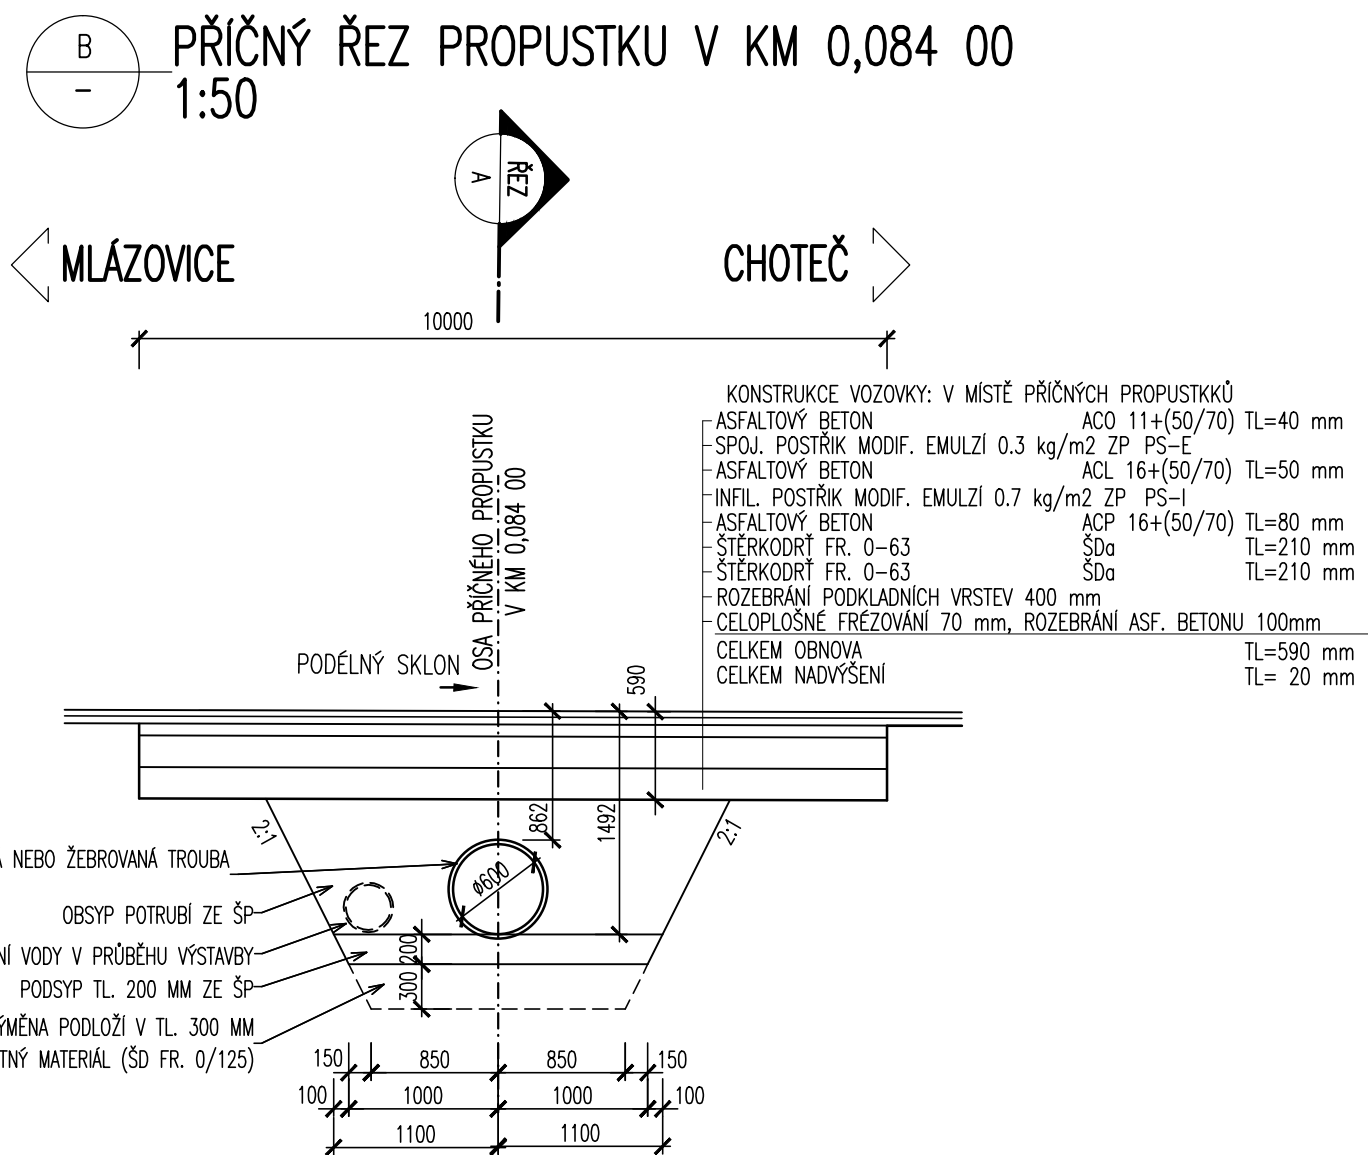 B
-
PŘÍČNÝ ŘEZ PROPUSTKU V KM 0,084 00
1:50
ŘEZ
A
MLÁZOVICE
CHOTEČ
10000
KONSTRUKCE VOZOVKY: V MÍSTĚ PŘÍČNÝCH PROPUSTKKŮ
ASFALTOVÝ BETON ACO 11+(50/70) TL=40 mm
SPOJ. POSTŘIK MODIF. EMULZÍ 0.3 kg/m2 ZP PS-E
ASFALTOVÝ BETON ACL 16+(50/70) TL=50 mm
INFIL. POSTŘIK MODIF. EMULZÍ 0.7 kg/m2 ZP PS-I
ASFALTOVÝ BETON ACP 16+(50/70) TL=80 mm
ŠTĚRKODRŤ FR. 0-63 ŠDa TL=210 mm
ŠTĚRKODRŤ FR. 0-63 ŠDa TL=210 mm
ROZEBRÁNÍ PODKLADNÍCH VRSTEV 400 mm
CELOPLOŠNÉ FRÉZOVÁNÍ 70 mm, ROZEBRÁNÍ ASF. BETONU 100mm
CELKEM OBNOVA TL=590 mm
CELKEM NADVÝŠENÍ TL= 20 mm
OSA PŘÍČNÉHO PROPUSTKU
V KM 0,084 00
PODÉLNÝ SKLON
590
862
1492
2:1
2:1
A NEBO ŽEBROVANÁ TROUBA
ø600
OBSYP POTRUBÍ ZE ŠP
NÍ VODY V PRŮBĚHU VÝSTAVBY
200
PODSYP TL. 200 MM ZE ŠP
300
ÝMĚNA PODLOŽÍ V TL. 300 MM
TNÝ MATERIÁL (ŠD FR. 0/125)
150 850 850 150
100 1000 1000 100
1100 1100